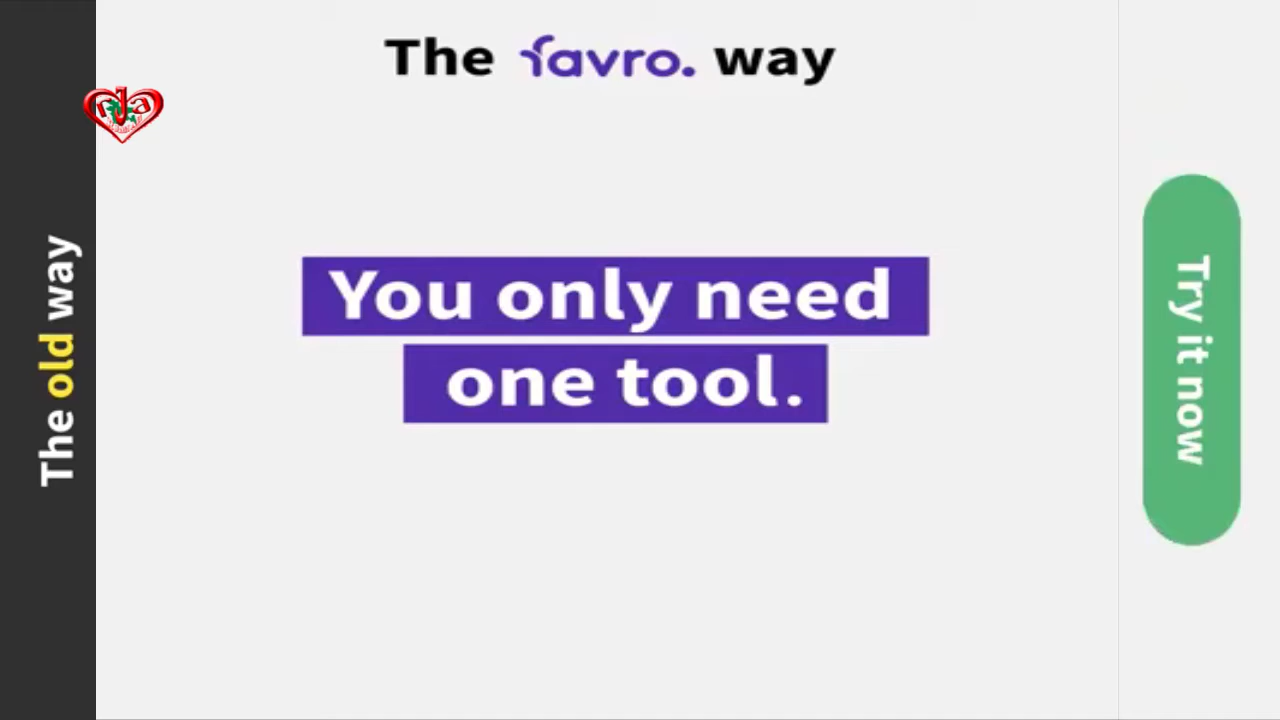 The favro. way
The old way
You only need
one tool.
Try it now